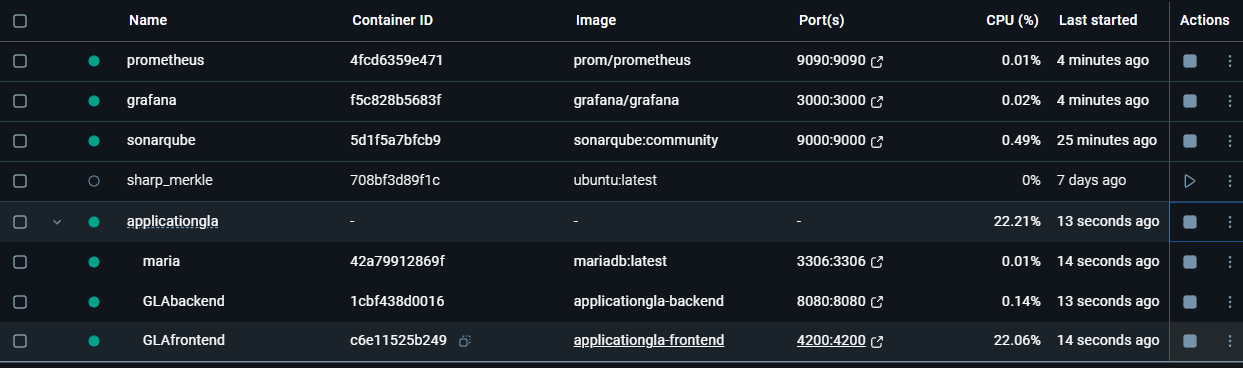 Name Container ID Image Port(s) CPU (%) Last started Actions
prometheus 4fcd6359e471 prom/prometheus 9090:9090 0.01% 4 minutes ago
grafana f5c828b5683f grafana/grafana 3000:3000 0.02% 4 minutes ago
sonarqube 5d1f5a7bfcb9 sonarqube:community 9000:9000 0.49% 25 minutes ago
sharp_merkle 708bf3d89f1c ubuntu:latest 0% 7 days ago
applicationgla - - - 22.21% 13 seconds ago
maria 42a79912869f mariadb:latest 3306:3306 0.01% 14 seconds ago
GLAbackend 1cbf438d0016 applicationgla-backend 8080:8080 0.14% 13 seconds ago
GLAfrontend c6e11525b249 applicationgla-frontend 4200:4200 22.06% 14 seconds ago